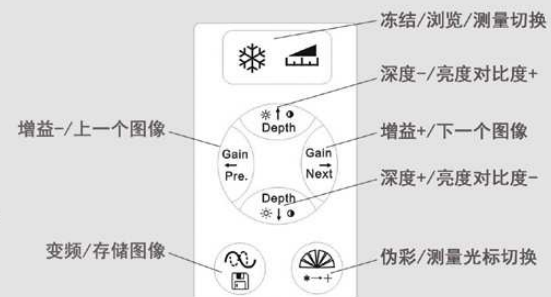 冻结/浏览/测量切换
深度-/亮度对比度+
Depth
增益-/上一个图像
增益+/下一个图像
Gain
Pre.
Gain
Next
Depth
深度+/亮度对比度-
变频/存储图像
伪彩/测量光标切换